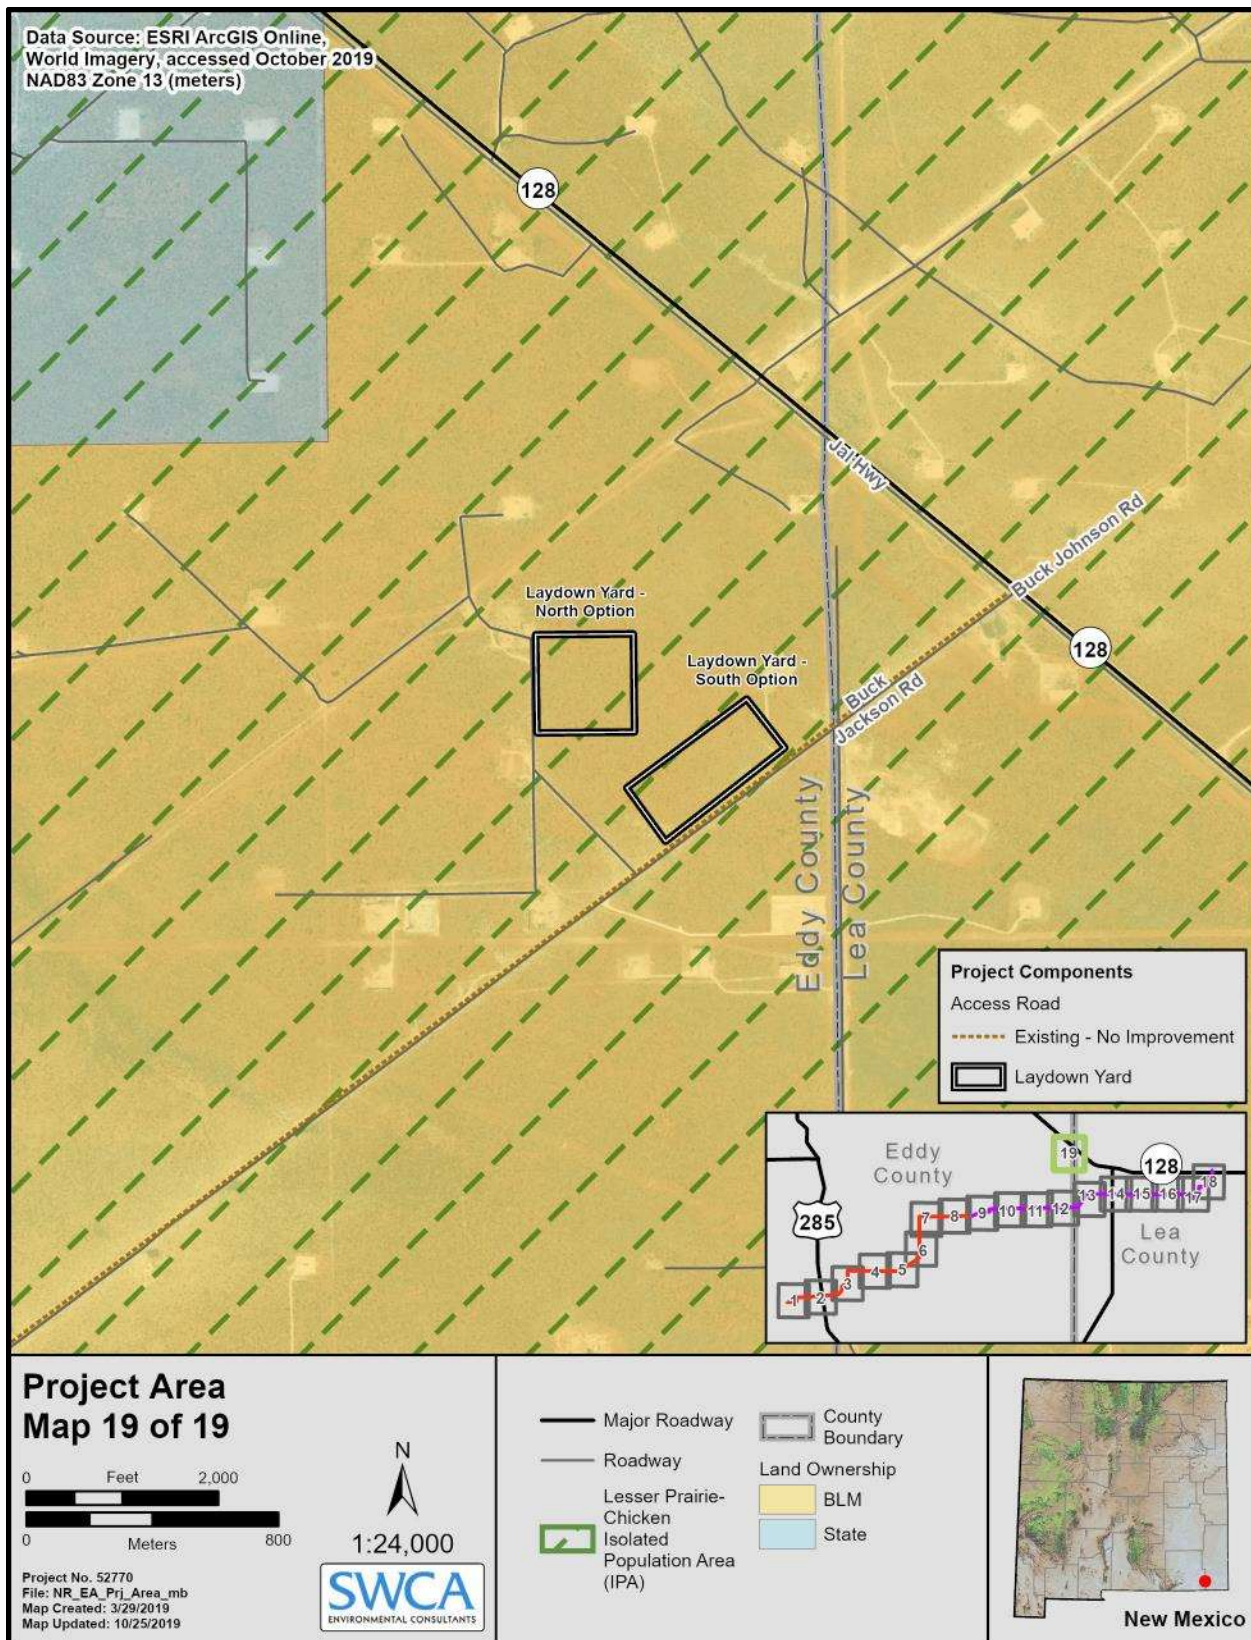 Data Source: ESRI ArcGIS Online,
World Imagery, accessed October 2019
NAD83 Zone 13 (meters)
128
Jal Hwy
Buck Johnson Rd
Laydown Yard -
North Option
128
Laydown Yard -
South Option
Buck
Jackson Rd
Eddy County
Lea County
Project Components
Access Road
Existing - No Improvement
Laydown Yard
Eddy
County
19
128
285
18
13 14 15 16 17
7 8 9 10 11 12
Lea
County
6
3 4 5
1 2
Project Area
Map 19 of 19
0 Feet 2,000
0 Meters 800
N
1:24,000
Project No. 52770
File: NR_EA_Prj_Area_mb
Map Created: 3/29/2019
Map Updated: 10/25/2019
SWCA
ENVIRONMENTAL CONSULTANTS
Major Roadway
Roadway
Lesser Prairie-
Chicken
Isolated
Population Area
(IPA)
County
Boundary
Land Ownership
BLM
State
New Mexico